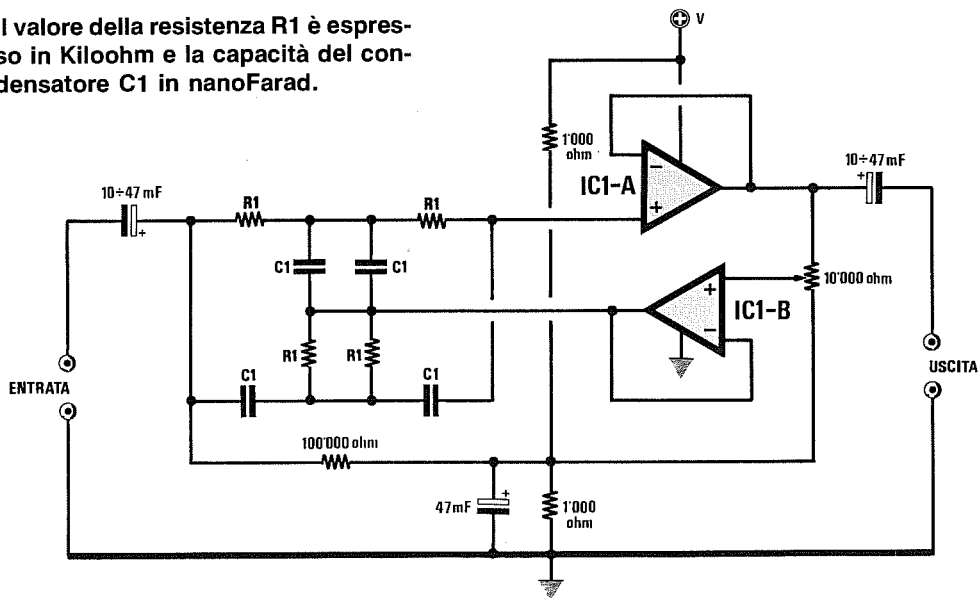 l valore della resistenza R1 è espres-
so in Kiloohm e la capacità del con-
densatore C1 in nanoFarad.
V
1'000
ohm
IC1-A
−
+
10÷47 mF
+
10÷47 mF
+
R1
R1
C1
C1
+
−
IC1-B
10'000 ohm
R1
R1
ENTRATA
C1
C1
USCITA
100'000 ohm
47mF
+
1'000
ohm